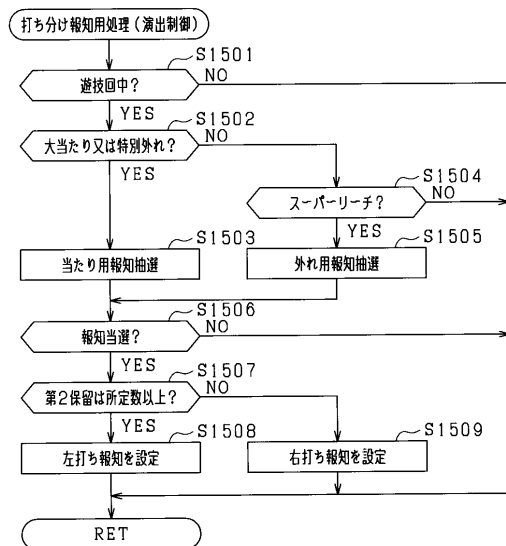 打ち分け報知用処理(演出制御)
S1501
遊技回中?
NO
YES
S1502
大当たり又は特別外れ?
NO
YES
S1504
スーパーリーチ?
NO
YES
S1503
当たり用報知抽選
S1505
外れ用報知抽選
S1506
報知当選?
NO
YES
S1507
第2保留は所定数以上?
NO
YES
S1508
左打ち報知を設定
S1509
右打ち報知を設定
RET